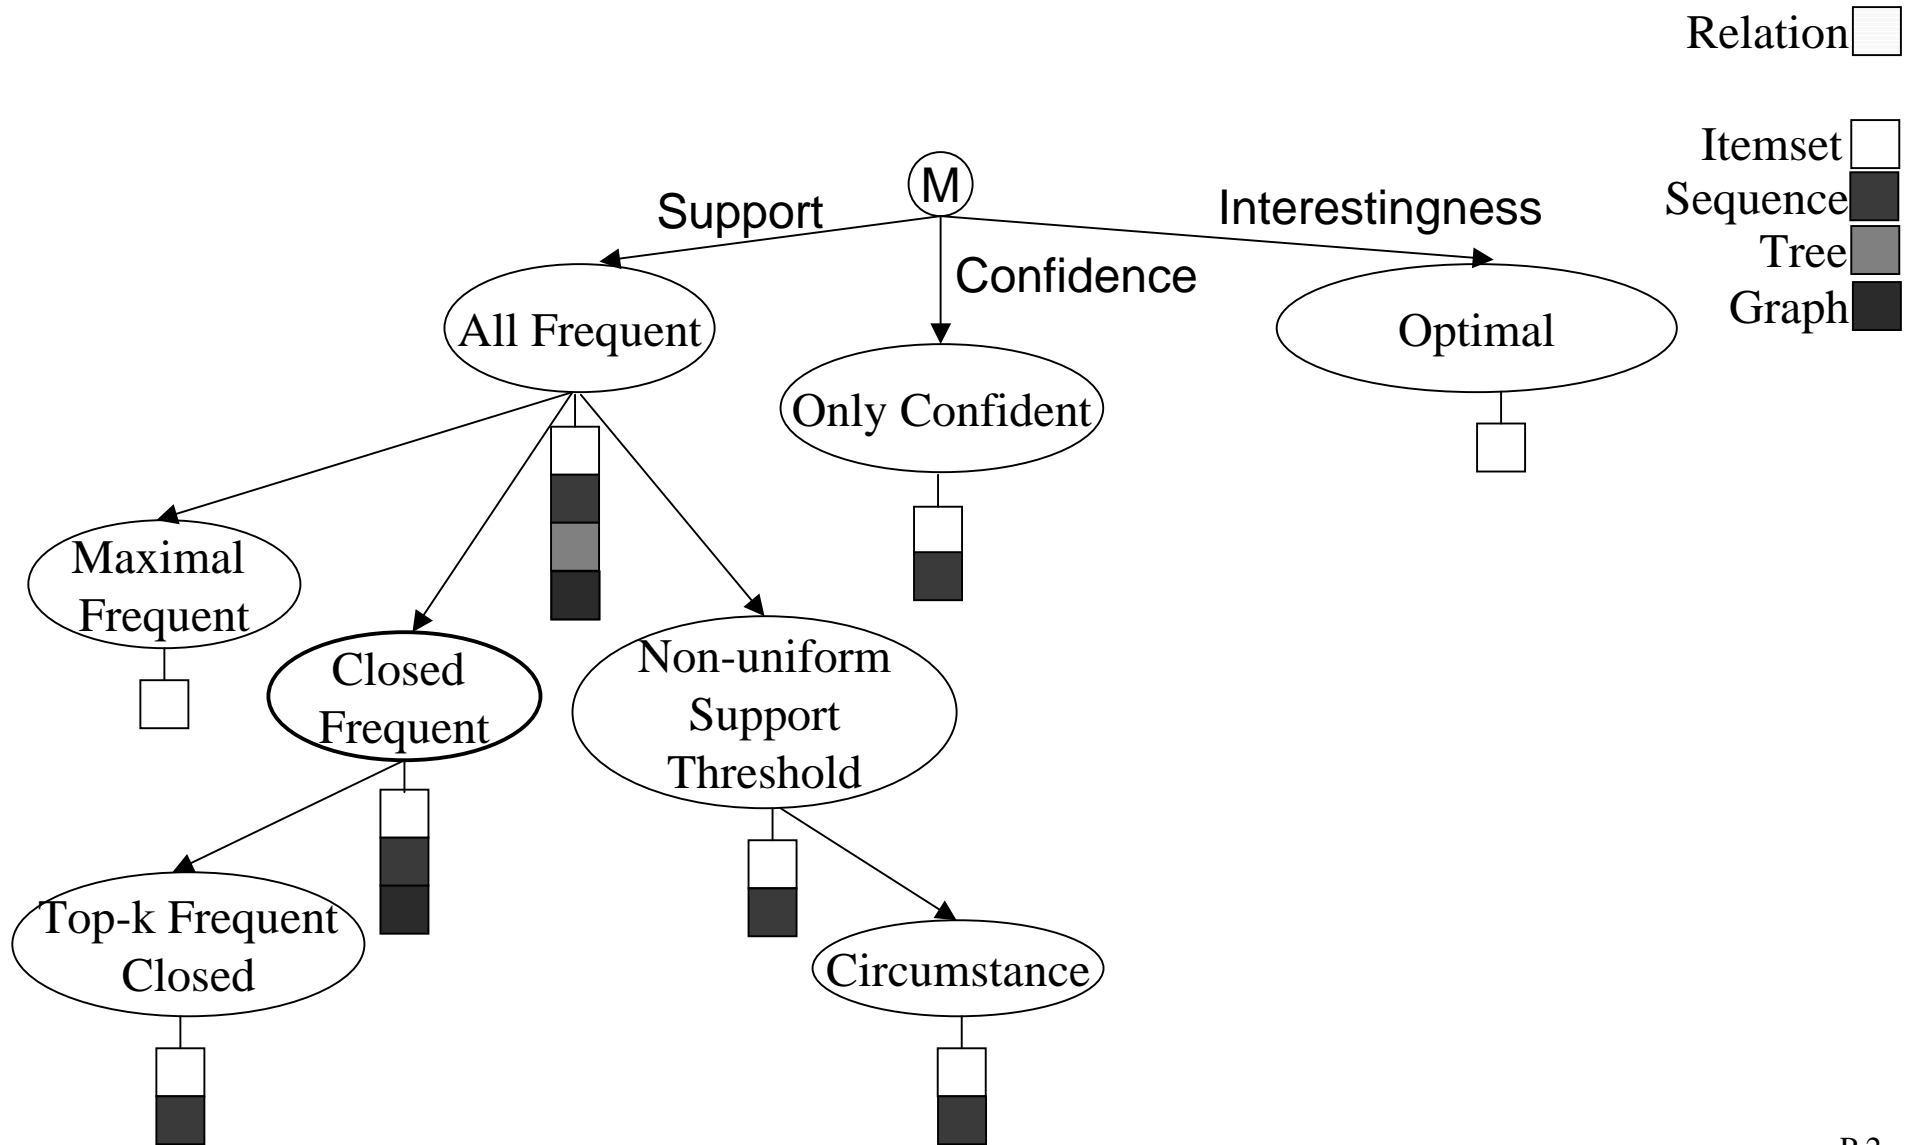 Relation
Itemset
Sequence
Tree
Graph
M
Support
Interestingness
Confidence
All Frequent
Optimal
Only Confident
Maximal
Frequent
Closed
Frequent
Non-uniform
Support
Threshold
Top-k Frequent
Closed
Circumstance